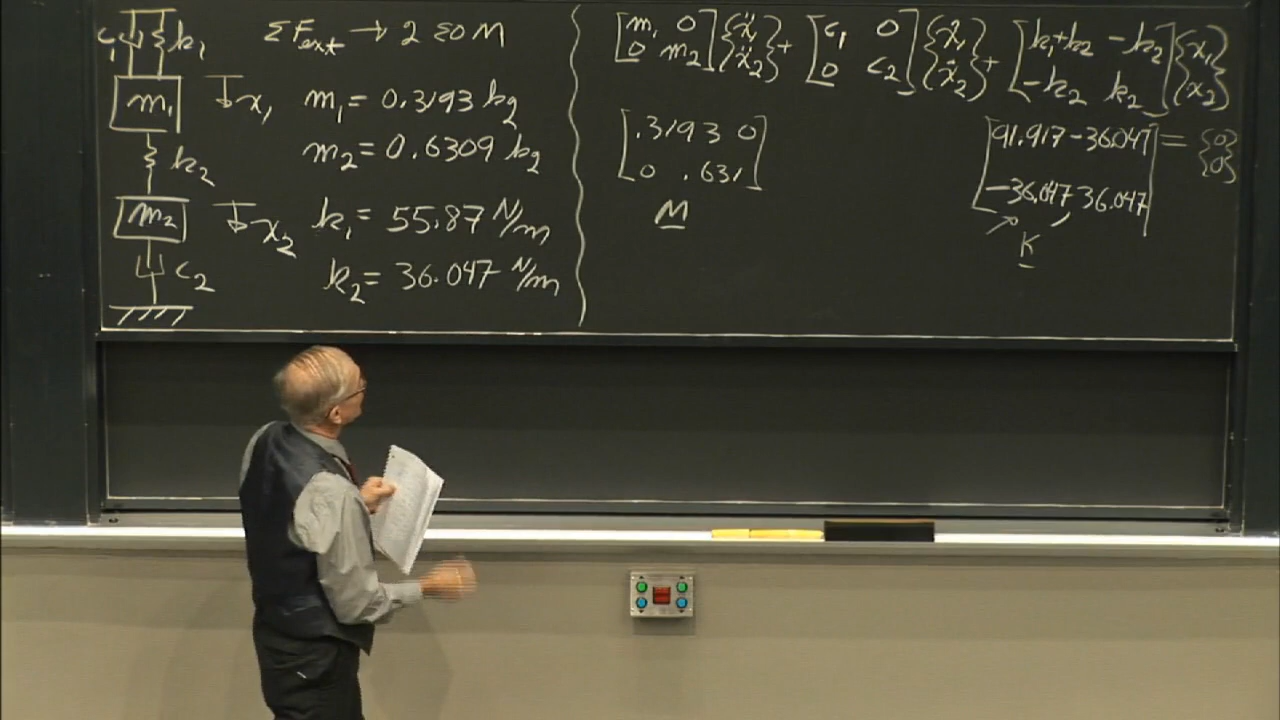 c₁ k₁
m₁ x₁
k₂
m₂ x₂
c₂
ΣF_ext → 2 EOM
m₁ = 0.3193 kg
m₂ = 0.6309 kg
k₁ = 55.87 N/m
k₂ = 36.047 N/m
[m₁ 0] {ẍ₁} + [c₁ 0] {ẋ₁} + [k₁+k₂ -k₂] {x₁}
[0 m₂] {ẍ₂} [0 c₂] {ẋ₂} [-k₂ k₂] {x₂}
[.3193 0] [91.917 -36.047] = {0}
[0 .631] [-36.047 36.047] {0}
M K